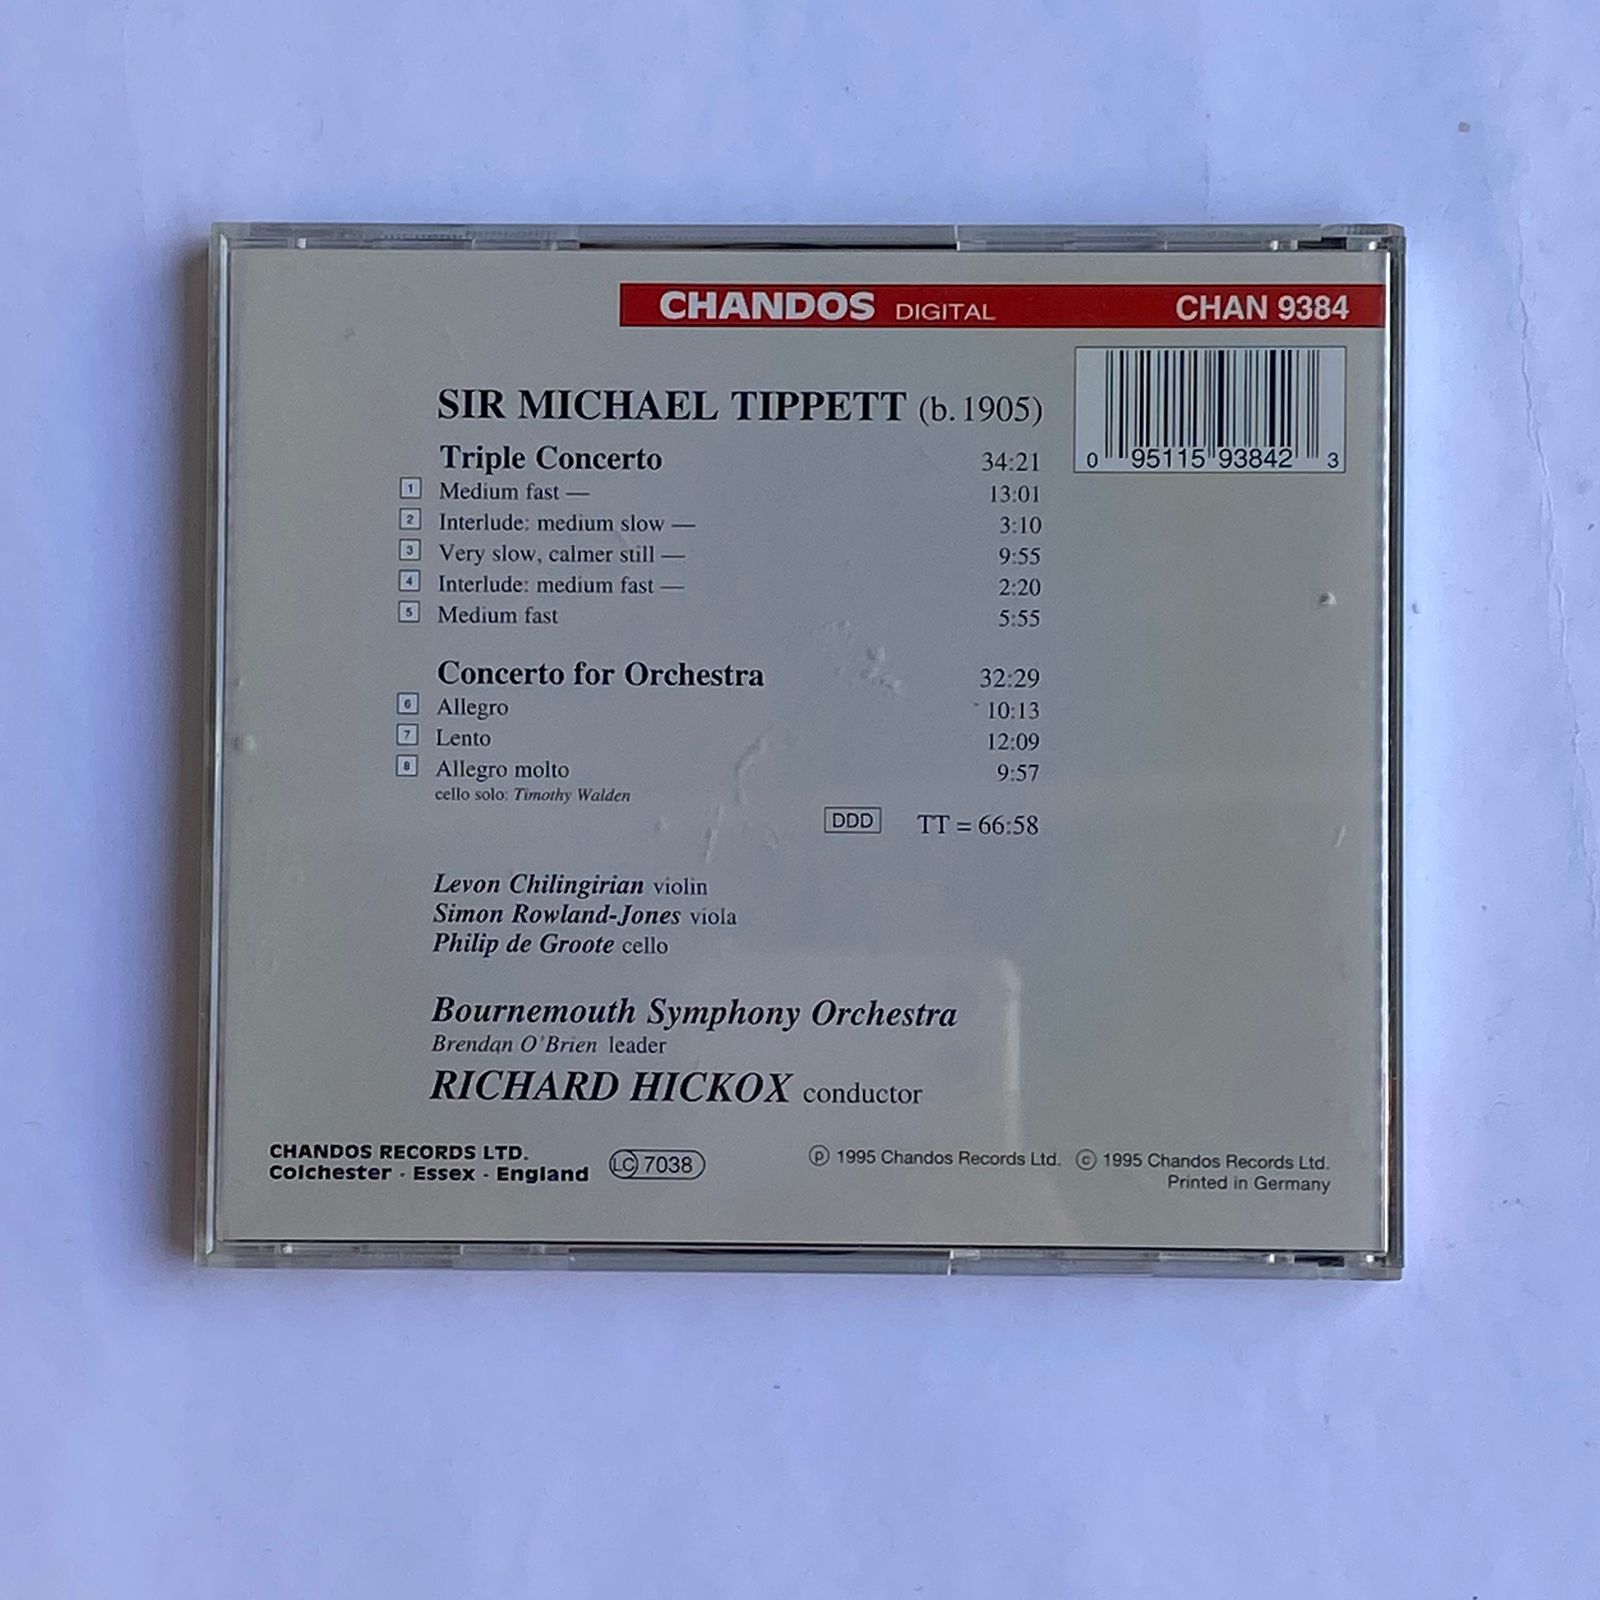 CHANDOS DIGITAL CHAN 9384
0 95115 93842 3
SIR MICHAEL TIPPETT (b. 1905)
Triple Concerto 34:21
1 Medium fast — 13:01
2 Interlude: medium slow — 3:10
3 Very slow, calmer still — 9:55
4 Interlude: medium fast — 2:20
5 Medium fast 5:55
Concerto for Orchestra 32:29
6 Allegro 10:13
7 Lento 12:09
8 Allegro molto 9:57
cello solo: Timothy Walden
DDD TT = 66:58
Levon Chilingirian violin
Simon Rowland-Jones viola
Philip de Groote cello
Bournemouth Symphony Orchestra
Brendan O'Brien leader
RICHARD HICKOX conductor
CHANDOS RECORDS LTD.
Colchester · Essex · England
LC 7038
℗ 1995 Chandos Records Ltd. © 1995 Chandos Records Ltd.
Printed in Germany